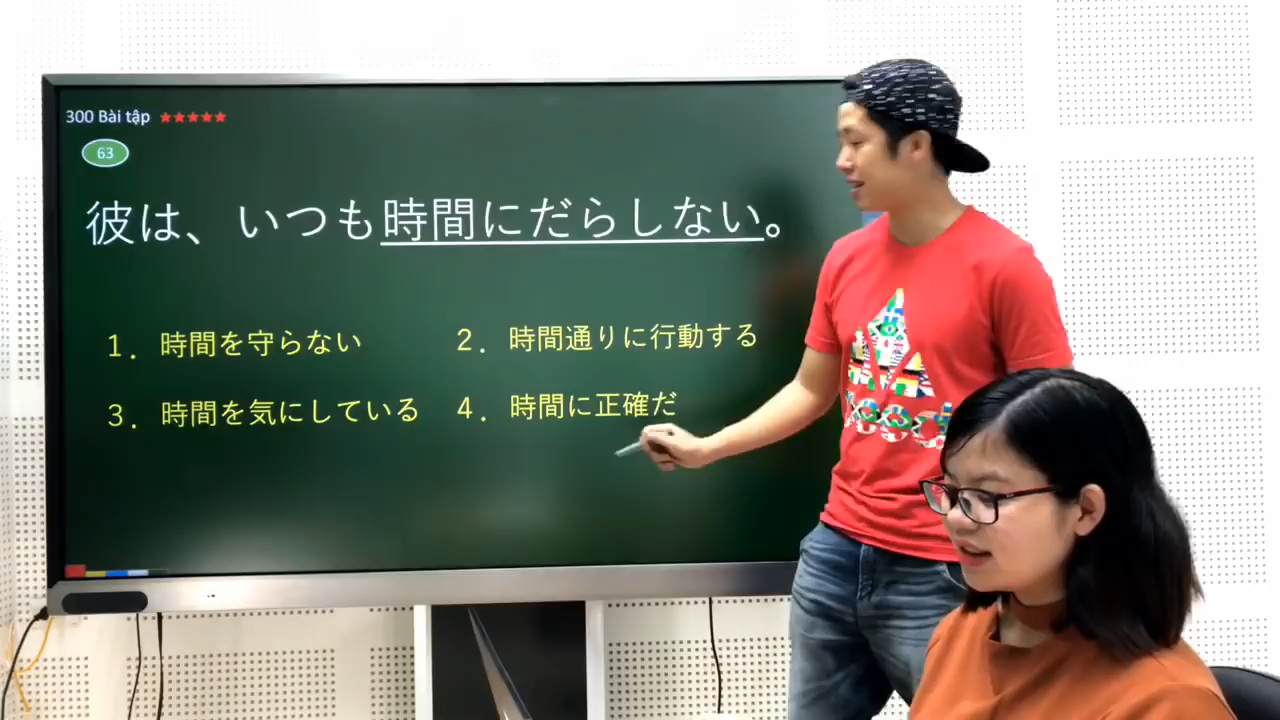 300 Bài tập ★★★★★
63
彼は、いつも時間にだらしない。
1. 時間を守らない
2. 時間通りに行動する
3. 時間を気にしている
4. 時間に正確だ